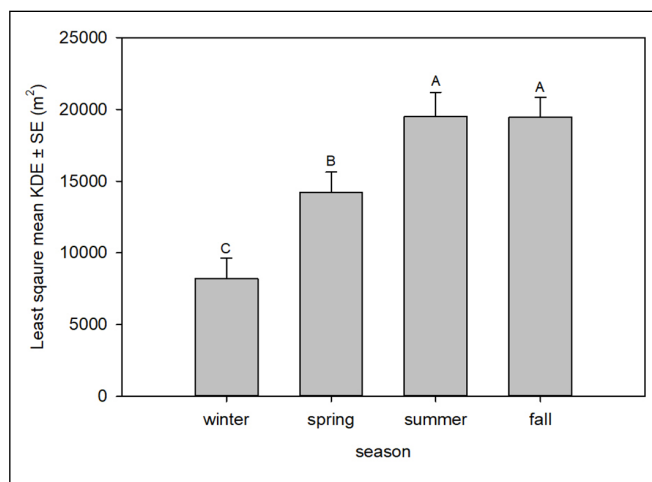 Least sqaure mean KDE ± SE (m²)
25000
20000
15000
10000
5000
0
C
B
A
A
winter
spring
summer
fall
season